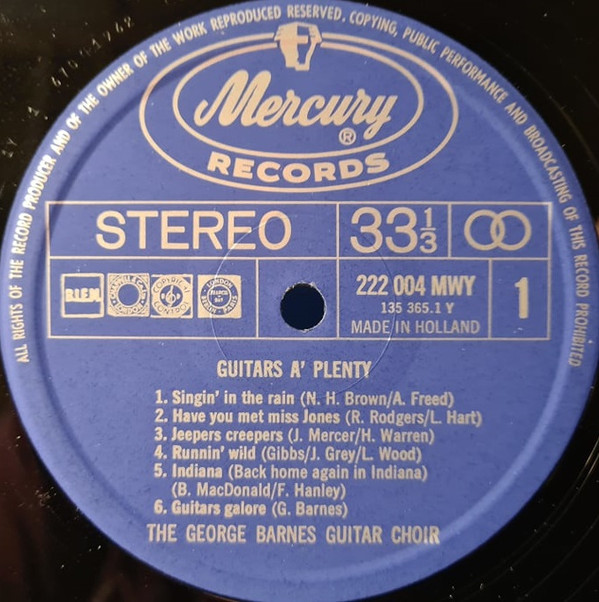 ALL RIGHTS OF THE RECORD PRODUCER AND OF THE OWNER OF THE WORK REPRODUCED RESERVED. COPYING, PUBLIC PERFORMANCE AND BROADCASTING OF THIS RECORD PROHIBITED
Mercury
®
RECORDS
STEREO
33⅓
B.I.E.M.
222 004 MWY
135 365.1 Y
MADE IN HOLLAND
1
GUITARS A' PLENTY
1. Singin' in the rain (N. H. Brown/A. Freed)
2. Have you met miss Jones (R. Rodgers/L. Hart)
3. Jeepers creepers (J. Mercer/H. Warren)
4. Runnin' wild (Gibbs/J. Grey/L. Wood)
5. Indiana (Back home again in Indiana)
(B. MacDonald/F. Hanley)
6. Guitars galore (G. Barnes)
THE GEORGE BARNES GUITAR CHOIR